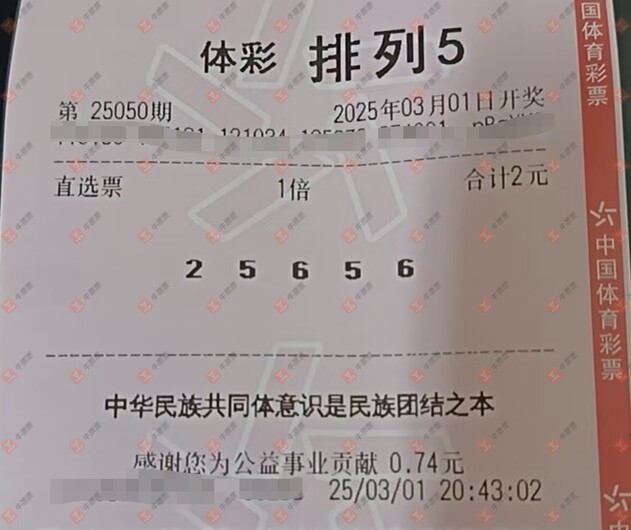 体彩 排列5
第 25050期 2025年03月01日开奖
直选票 1倍 合计2元
2 5 6 5 6
中华民族共同体意识是民族团结之本
感谢您为公益事业贡献 0.74元
25/03/01 20:43:02
国体育彩票
中国体育彩票
中